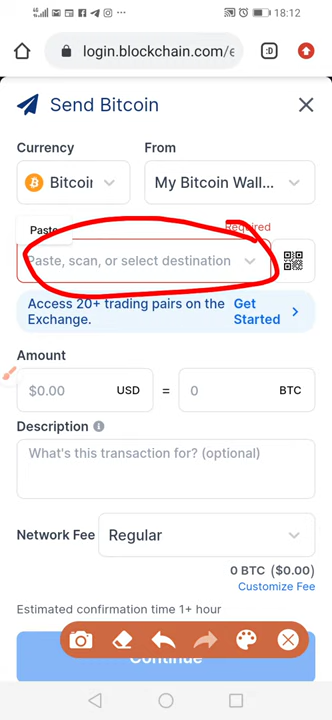 18:12
login.blockchain.com/e
:D
Send Bitcoin
Currency
From
Bitcoin
My Bitcoin Wall...
Paste
Required
Paste, scan, or select destination
Access 20+ trading pairs on the Exchange.
Get Started
Amount
$0.00
USD
=
0
BTC
Description
What's this transaction for? (optional)
Network Fee
Regular
0 BTC ($0.00)
Customize Fee
Estimated confirmation time 1+ hour
Continue